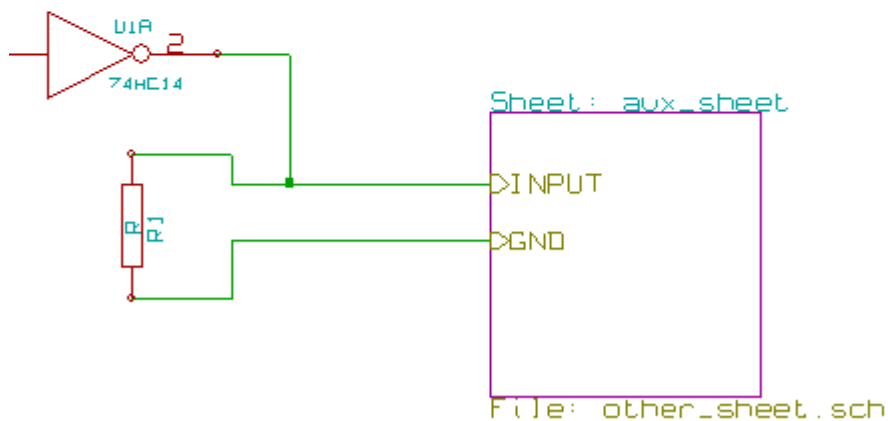 U1A
2
74HC14
Sheet: aux_sheet
R
R1
INPUT
GND
File: other_sheet.sch